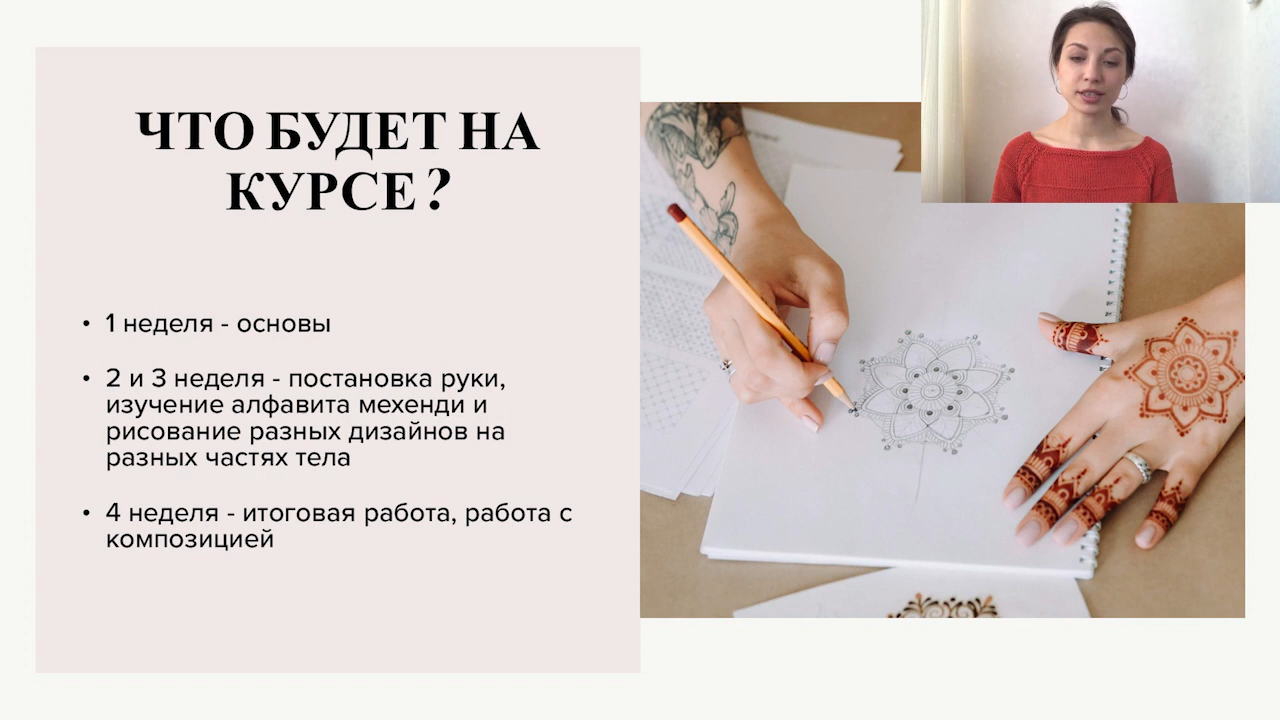 ЧТО БУДЕТ НА
КУРСЕ?
• 1 неделя - основы
• 2 и 3 неделя - постановка руки,
изучение алфавита мехенди и
рисование разных дизайнов на
разных частях тела
• 4 неделя - итоговая работа, работа с
композицией